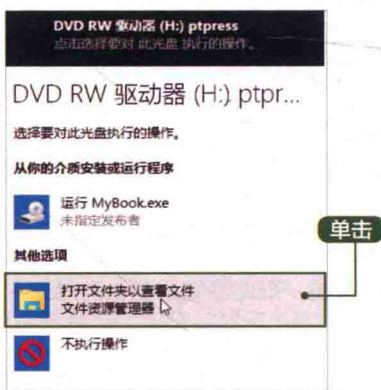 DVD RW 驱动器 (H:) ptpress
点击选择要对 此光盘 执行的操作。
DVD RW 驱动器 (H:) ptpr...
选择要对此光盘执行的操作。
从你的介质安装或运行程序
运行 MyBook.exe
未指定发布者
单击
其他选项
打开文件夹以查看文件
文件资源管理器
不执行操作